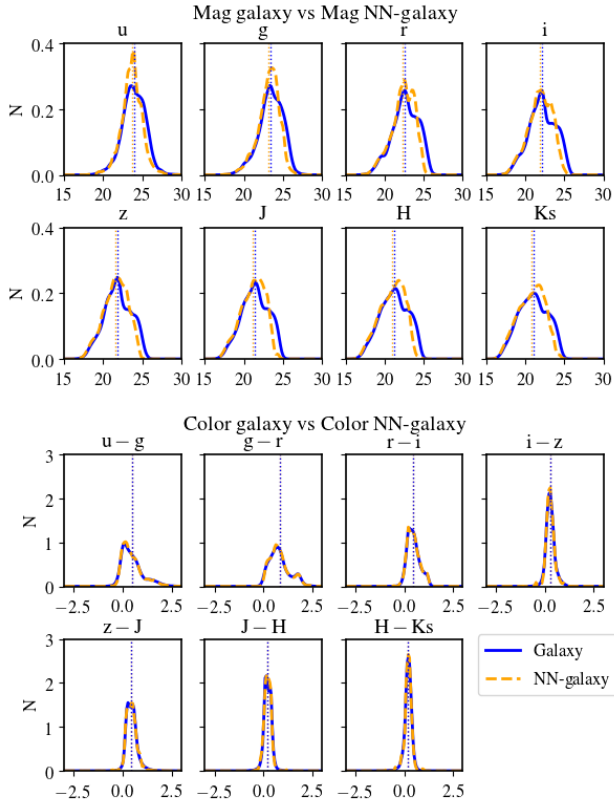 Mag galaxy vs Mag NN-galaxy
u g r i
N 0.4 0.2 0.0
15 20 25 30 15 20 25 30 15 20 25 30 15 20 25 30
z J H Ks
N 0.4 0.2 0.0
15 20 25 30 15 20 25 30 15 20 25 30 15 20 25 30
Color galaxy vs Color NN-galaxy
u − g g − r r − i i − z
N 3 2 1 0
−2.5 0.0 2.5 −2.5 0.0 2.5 −2.5 0.0 2.5 −2.5 0.0 2.5
z − J J − H H − Ks
N 3 2 1 0
−2.5 0.0 2.5 −2.5 0.0 2.5 −2.5 0.0 2.5
Galaxy
NN-galaxy